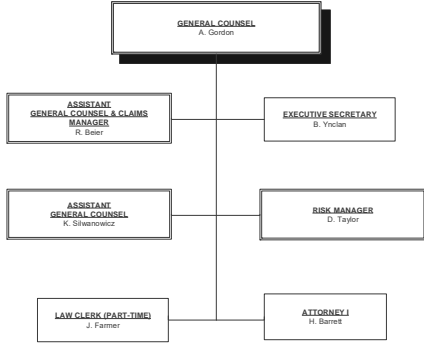 GENERAL COUNSEL
A. Gordon
ASSISTANT
GENERAL COUNSEL & CLAIMS
MANAGER
R. Beier
EXECUTIVE SECRETARY
B. Ynclan
ASSISTANT
GENERAL COUNSEL
K. Silwanowicz
RISK MANAGER
D. Taylor
LAW CLERK (PART-TIME)
J. Farmer
ATTORNEY I
H. Barrett